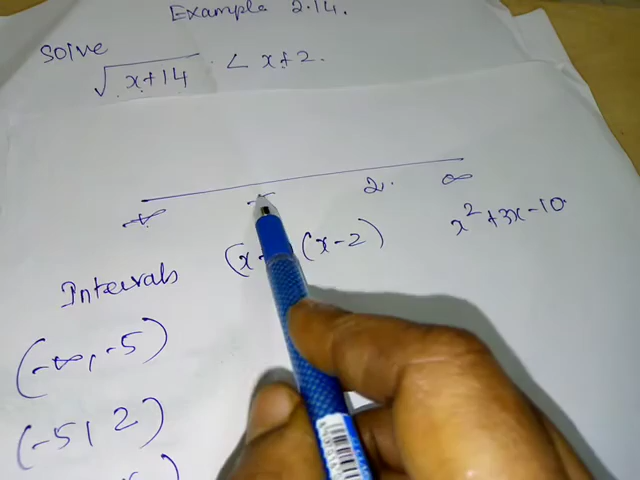 Example 2.14.
Solve
√x+14 < x+2.
-∞ 2. ∞
(x (x-2) x²+3x-10
Intervals
(-∞, -5)
(-5, 2)